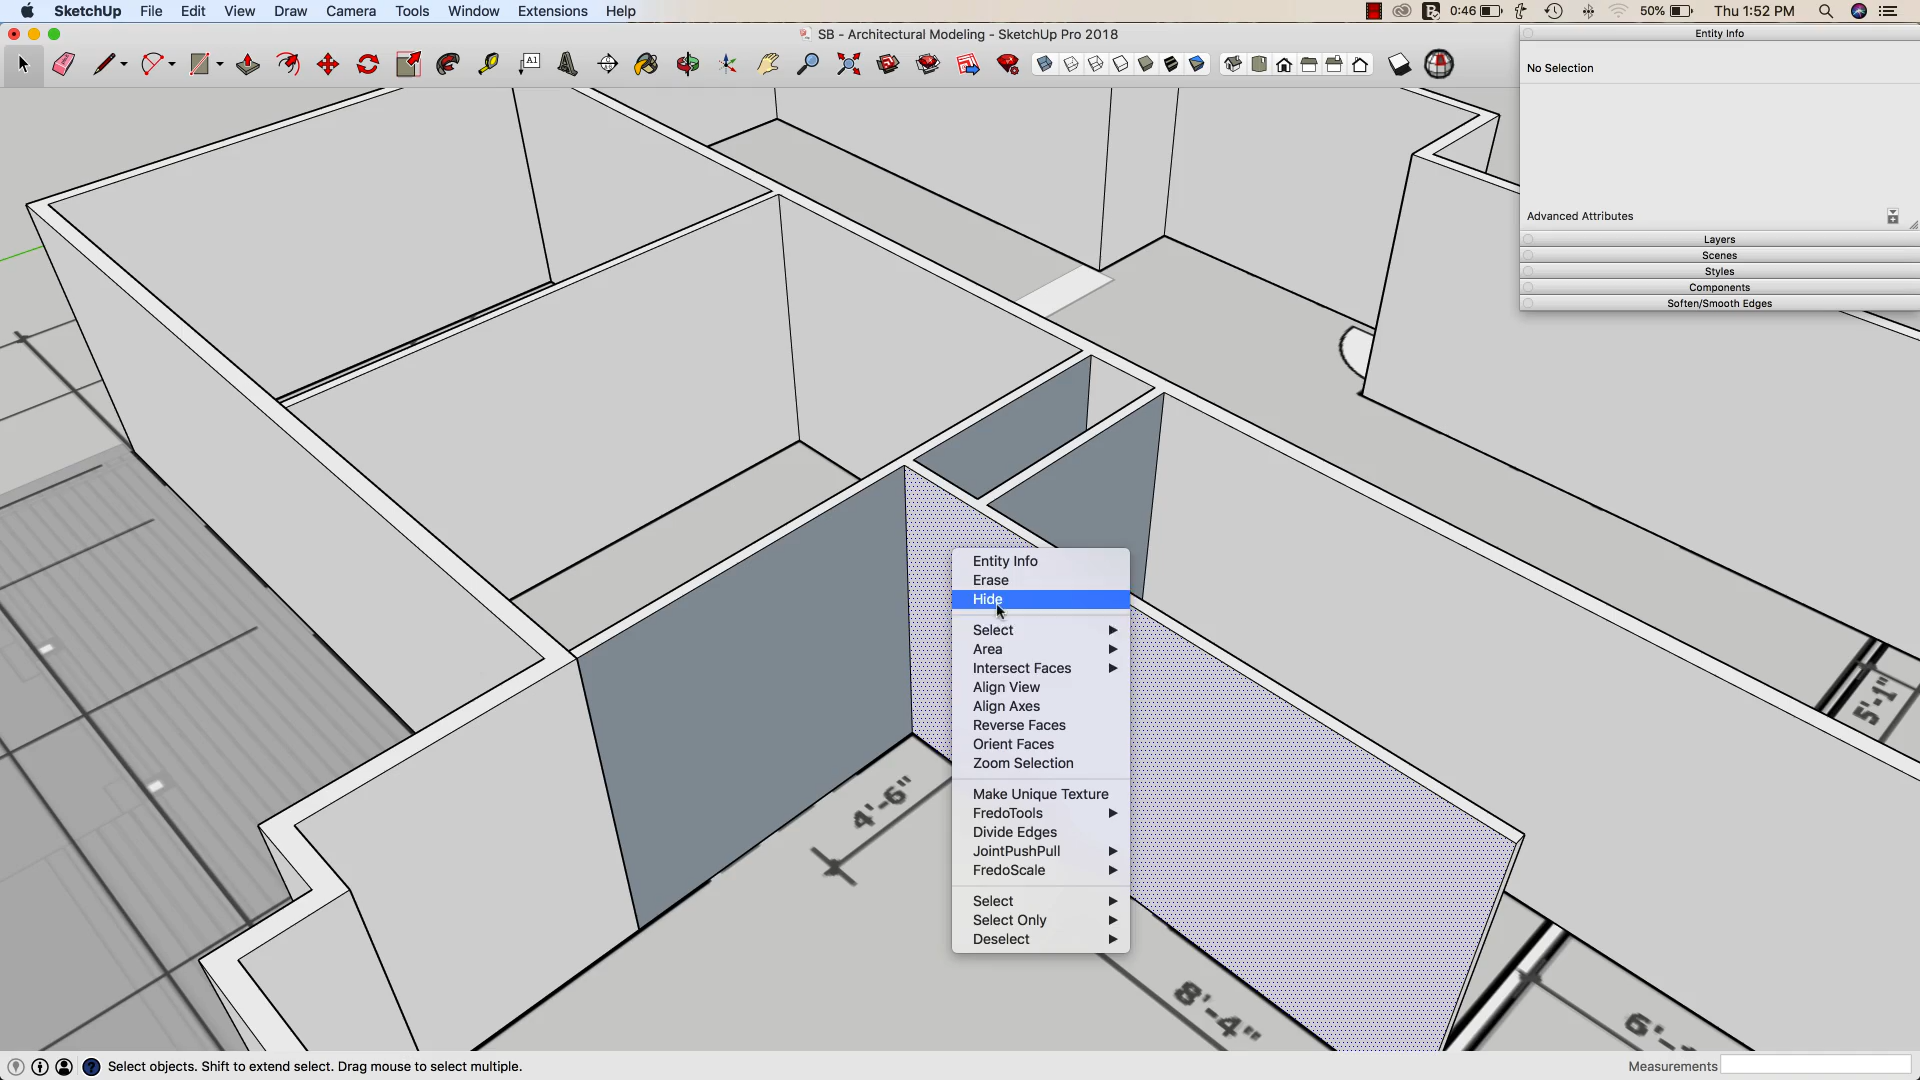 SketchUp File Edit View Draw Camera Tools Window Extensions Help
0:46 50% Thu 1:52 PM
SB - Architectural Modeling - SketchUp Pro 2018
A1
Entity Info
No Selection
Advanced Attributes
Layers
Scenes
Styles
Components
Soften/Smooth Edges
Entity Info
Erase
Hide
Select
Area
Intersect Faces
Align View
Align Axes
Reverse Faces
Orient Faces
Zoom Selection
Make Unique Texture
FredoTools
Divide Edges
JointPushPull
FredoScale
Select
Select Only
Deselect
5'-1"
4'-6"
8'-4"
Select objects. Shift to extend select. Drag mouse to select multiple.
Measurements